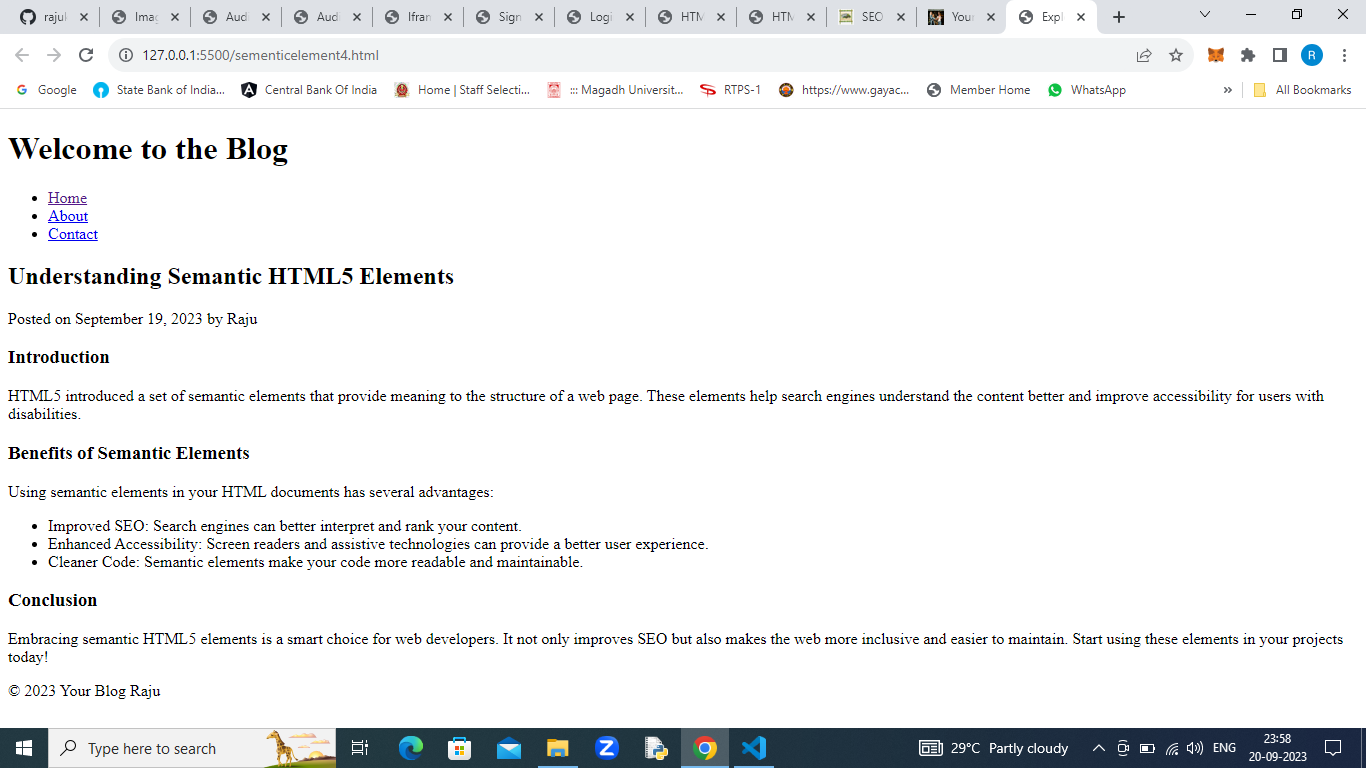 rajul
Imag
Audi
Audi
Ifran
Sign
Logi
HTM
HTM
SEO
You
Expl
127.0.0.1:5500/sementicelement4.html
R
Google
State Bank of India...
Central Bank Of India
Home | Staff Selecti...
::: Magadh Universit...
RTPS-1
https://www.gayac...
Member Home
WhatsApp
»
All Bookmarks
Welcome to the Blog
• Home
• About
• Contact
Understanding Semantic HTML5 Elements
Posted on September 19, 2023 by Raju
Introduction
HTML5 introduced a set of semantic elements that provide meaning to the structure of a web page. These elements help search engines understand the content better and improve accessibility for users with
disabilities.
Benefits of Semantic Elements
Using semantic elements in your HTML documents has several advantages:
• Improved SEO: Search engines can better interpret and rank your content.
• Enhanced Accessibility: Screen readers and assistive technologies can provide a better user experience.
• Cleaner Code: Semantic elements make your code more readable and maintainable.
Conclusion
Embracing semantic HTML5 elements is a smart choice for web developers. It not only improves SEO but also makes the web more inclusive and easier to maintain. Start using these elements in your projects
today!
© 2023 Your Blog Raju
Type here to search
29°C Partly cloudy
ENG
23:58
20-09-2023